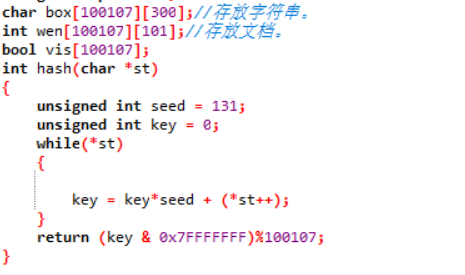 char box[100107][300];//存放字符串。
int wen[100107][101];//存放文档。
bool vis[100107];
int hash(char *st)
{
    unsigned int seed = 131;
    unsigned int key = 0;
    while(*st)
    {

        key = key*seed + (*st++);
    }
    return (key & 0x7FFFFFFF)%100107;
}